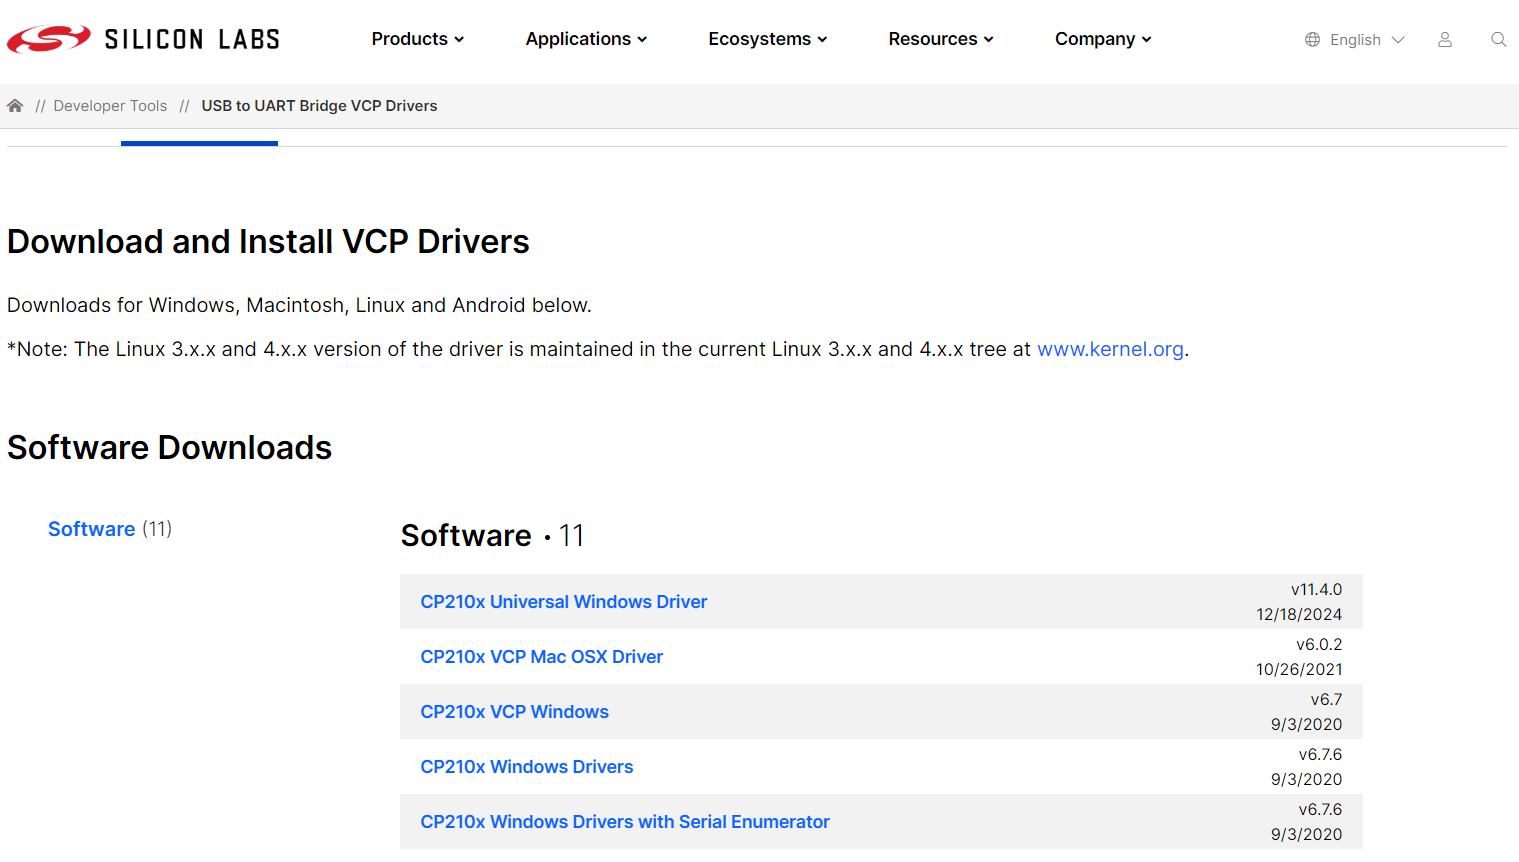 SILICON LABS
Products
Applications
Ecosystems
Resources
Company
English
// Developer Tools // USB to UART Bridge VCP Drivers
Download and Install VCP Drivers
Downloads for Windows, Macintosh, Linux and Android below.
*Note: The Linux 3.x.x and 4.x.x version of the driver is maintained in the current Linux 3.x.x and 4.x.x tree at www.kernel.org.
Software Downloads
Software (11)
Software • 11
CP210x Universal Windows Driver
v11.4.0
12/18/2024
CP210x VCP Mac OSX Driver
v6.0.2
10/26/2021
CP210x VCP Windows
v6.7
9/3/2020
CP210x Windows Drivers
v6.7.6
9/3/2020
CP210x Windows Drivers with Serial Enumerator
v6.7.6
9/3/2020